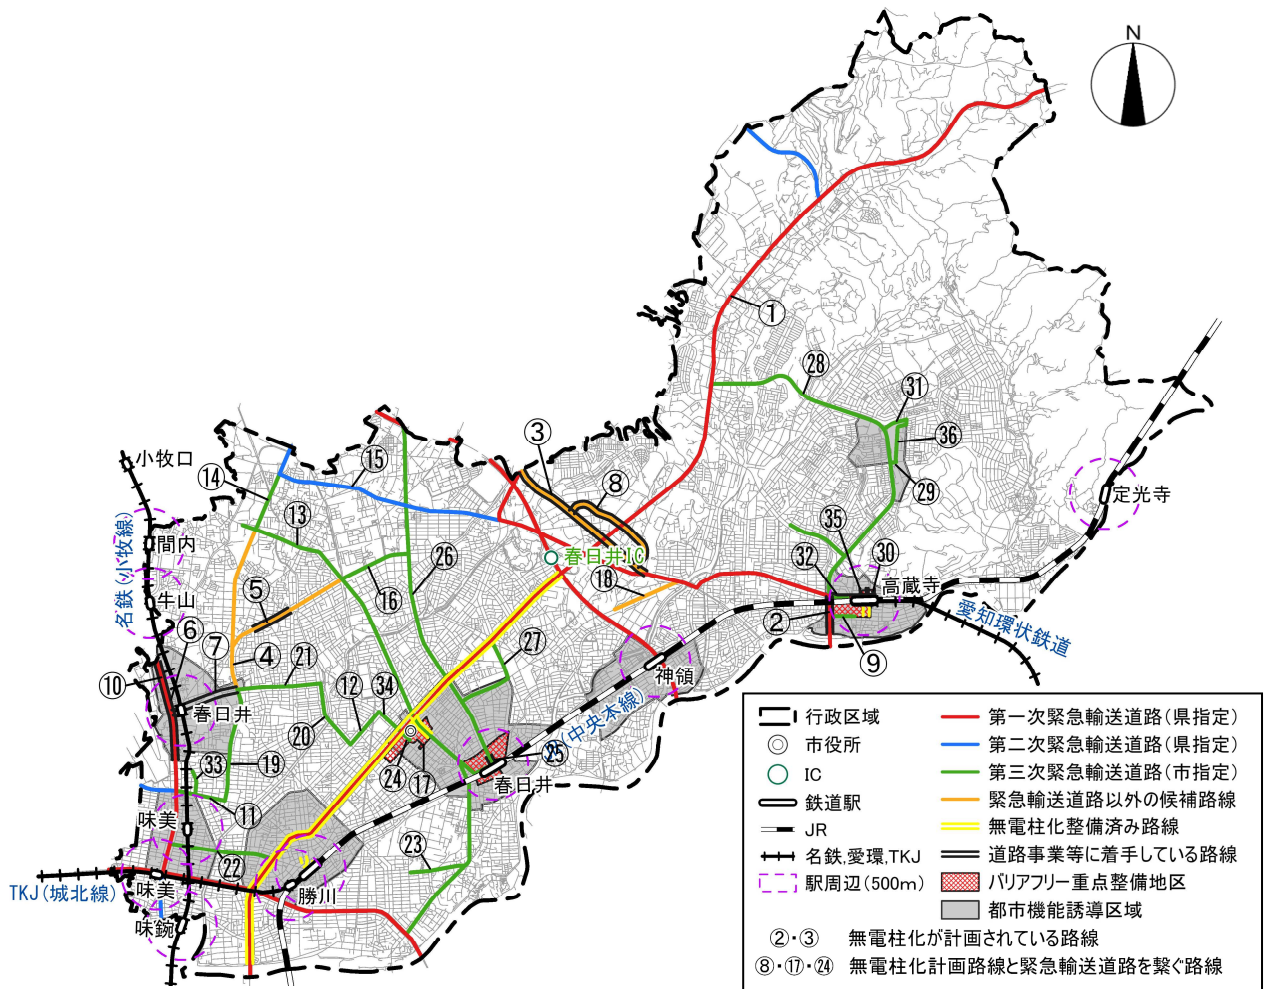 N
①
28
31
36
③
⑧
小牧口
15
14
29
定光寺
13
名鉄(小牧線)
間内
35
26
春日井IC
32
30
高蔵寺
⑤
牛山
18
16
愛知環状鉄道
⑥
⑦
②
27
④
21
⑨
⑩
12
34
神領
春日井
20
JR(中央本線)
33
19
24
17
25
春日井
11
味美
23
22
TKJ(城北線)
味美
勝川
味鋺
行政区域
市役所
IC
鉄道駅
JR
名鉄,愛環,TKJ
駅周辺(500m)
第一次緊急輸送道路(県指定)
第二次緊急輸送道路(県指定)
第三次緊急輸送道路(市指定)
緊急輸送道路以外の候補路線
無電柱化整備済み路線
道路事業等に着手している路線
バリアフリー重点整備地区
都市機能誘導区域
②・③ 無電柱化が計画されている路線
⑧・⑰・㉔ 無電柱化計画路線と緊急輸送道路を繋ぐ路線